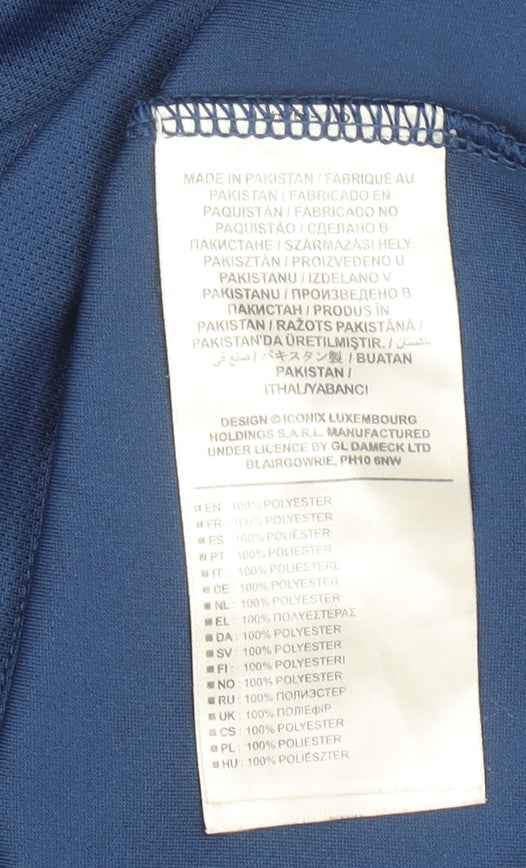 MADE IN PAKISTAN / FABRIQUÉ AU
PAKISTAN / FABRICADO EN
PAQUISTÁN / FABRICADO NO
PAQUISTÃO / СДЕЛАНО В
ПАКИСТАНЕ / SZÁRMAZÁSI HELY:
PAKISZTÁN / PROIZVEDENO U
PAKISTANU / IZDELANO V
PAKISTANU / ПРОИЗВЕДЕНО В
ПАКИСТАН / PRODUS ÎN
PAKISTAN / RAŽOTS PAKISTĀNĀ /
PAKISTAN'DA ÜRETILMIŞTIR. / باكستان
صنع في / パキスタン製 / BUATAN
PAKISTAN /
ITHAL/YABANCI
DESIGN © ICONIX LUXEMBOURG
HOLDINGS S.A.R.L. MANUFACTURED
UNDER LICENCE BY GL DAMECK LTD
BLAIRGOWRIE, PH10 6NW
EN : 100% POLYESTER
FR : 100% POLYESTER
ES : 100% POLIÉSTER
PT : 100% POLIÉSTER
IT : 100% POLIESTERE
DE : 100% POLYESTER
NL : 100% POLYESTER
EL : 100% ΠΟΛΥΕΣΤΕΡΑΣ
DA : 100% POLYESTER
SV : 100% POLYESTER
FI : 100% POLYESTERI
NO : 100% POLYESTER
RU : 100% ПОЛИЭСТЕР
UK : 100% ПОЛІЕФІР
CS : 100% POLYESTER
PL : 100% POLIESTER
HU : 100% POLIÉSZTER